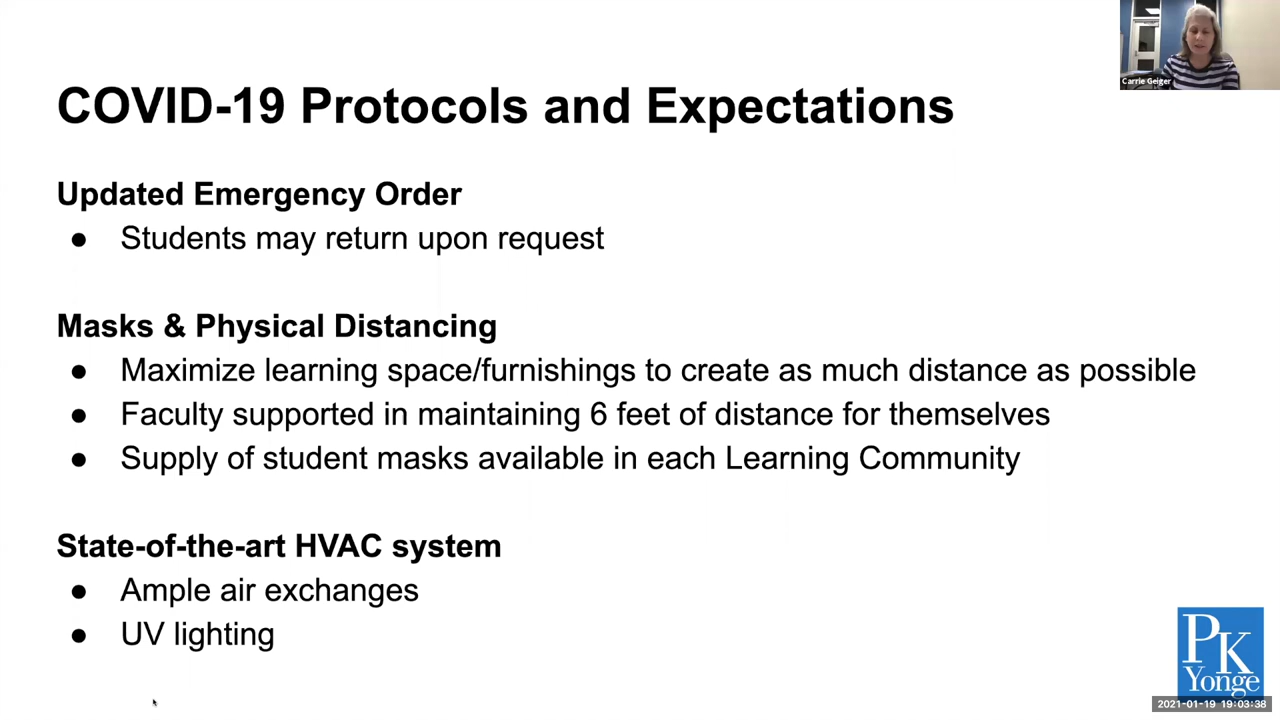 Carrie Geiger
COVID-19 Protocols and Expectations
Updated Emergency Order
● Students may return upon request
Masks & Physical Distancing
● Maximize learning space/furnishings to create as much distance as possible
● Faculty supported in maintaining 6 feet of distance for themselves
● Supply of student masks available in each Learning Community
State-of-the-art HVAC system
● Ample air exchanges
● UV lighting
PK
Yonge
2021-01-19 19:03:38